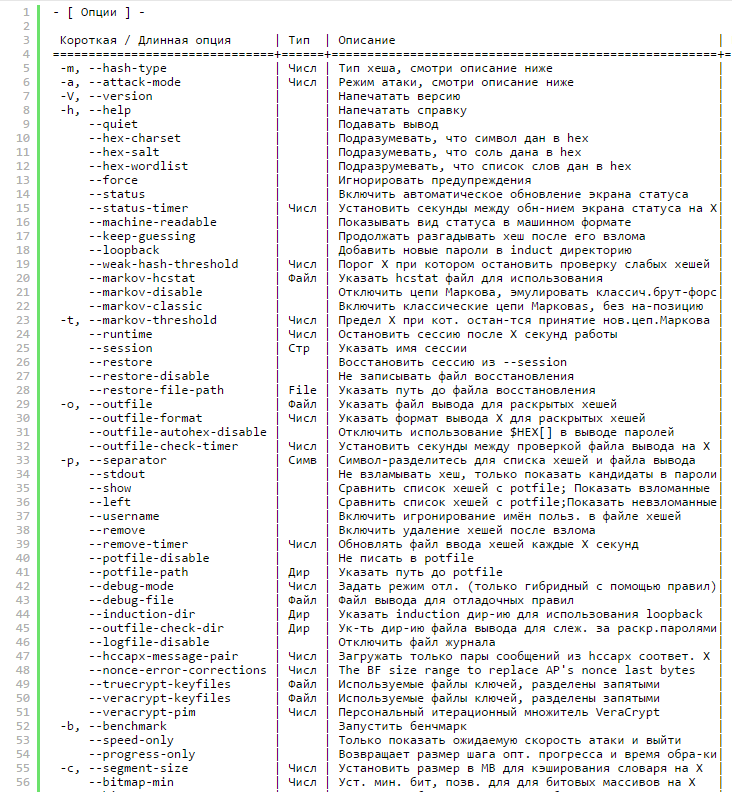 1 - [ Опции ] -
2
3 Короткая / Длинная опция | Тип | Описание |
4 ==============================+======+====================================================+=
5 -m, --hash-type | Числ | Тип хеша, смотри описание ниже
6 -a, --attack-mode | Числ | Режим атаки, смотри описание ниже
7 -V, --version | | Напечатать версию
8 -h, --help | | Напечатать справку
9 --quiet | | Подавать вывод
10 --hex-charset | | Подразумевать, что символ дан в hex
11 --hex-salt | | Подразумевать, что соль дана в hex
12 --hex-wordlist | | Подразрумевать, что список слов дан в hex
13 --force | | Игнорировать предупреждения
14 --status | | Включить автоматическое обновление экрана статуса
15 --status-timer | Числ | Установить секунды между обн-нием экрана статуса на X|
16 --machine-readable | | Показывать вид статуса в машинном формате
17 --keep-guessing | | Продолжать разгадывать хеш после его взлома
18 --loopback | | Добавить новые пароли в induct директорию
19 --weak-hash-threshold | Числ | Порог X при котором остановить проверку слабых хешей |
20 --markov-hcstat | Файл | Указать hcstat файл для использования
21 --markov-disable | | Отключить цепи Маркова, эмулировать классич.брут-форс|
22 --markov-classic | | Включить классические цепи Марковаs, без на-позицию |
23 -t, --markov-threshold | Числ | Предел X при кот. остан-тся принятие нов.цеп.Маркова |
24 --runtime | Числ | Остановить сессию после X секунд работы
25 --session | Стр | Указать имя сессии
26 --restore | | Восстановить сессию из --session
27 --restore-disable | | Не записывать файл восстановления
28 --restore-file-path | File | Указать путь до файла восстановления
29 -o, --outfile | Файл | Указать файл вывода для раскрытых хешей
30 --outfile-format | Числ | Указать формат вывода X для раскрытых хешей
31 --outfile-autohex-disable | | Отключить использование $HEX[] в выводе паролей
32 --outfile-check-timer | Числ | Установить секунды между проверкой файла вывода на X |
33 -p, --separator | Симв | Символ-разделитесь для списка хешей и файла вывода
34 --stdout | | Не взламывать хеш, только показать кандидаты в пароли|
35 --show | | Сравнить список хешей с potfile; Показать взломанные |
36 --left | | Сравнить список хешей с potfile;Показать невзломанные|
37 --username | | Включить игронирование имён польз. в файле хешей
38 --remove | | Включить удаление хешей после взлома
39 --remove-timer | Числ | Обновлять файл ввода хешей каждые X секунд
40 --potfile-disable | | Не писать в potfile
41 --potfile-path | Дир | Указать путь до potfile
42 --debug-mode | Числ | Задать режим отл. (только гибридный с помощью правил)|
43 --debug-file | Файл | Файл вывода для отладочных правил
44 --induction-dir | Дир | Указать induction дир-ию для использования loopback
45 --outfile-check-dir | Дир | Ук-ть дир-ию файла вывода для слеж. за раскр.паролями|
46 --logfile-disable | | Отключить файл журнала
47 --hccapx-message-pair | Числ | Загружать только пары сообщений из hccapx соответ. X |
48 --nonce-error-corrections | Числ | The BF size range to replace AP's nonce last bytes
49 --truecrypt-keyfiles | Файл | Используемые файлы ключей, разделены запятыми
50 --veracrypt-keyfiles | Файл | Используемые файлы ключей, разделены запятыми
51 --veracrypt-pim | Числ | Персональный итерационный множитель VeraCrypt
52 -b, --benchmark | | Запустить бенчмарк
53 --speed-only | | Только показать ожидаемую скорость атаки и выйти
54 --progress-only | | Возвращает размер шага опт. прогресса и время обра-ки|
55 -c, --segment-size | Числ | Установить размер в MB для кэширования словаря на X |
56 --bitmap-min | Числ | Уст. мин. бит, позв. для для битовых массивов на X |